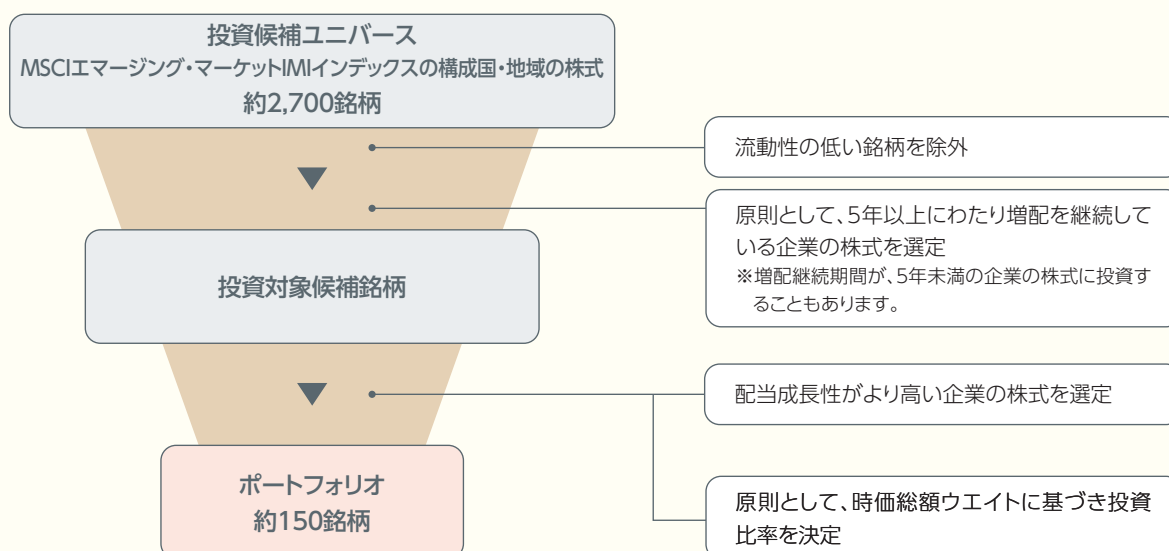 投資候補ユニバース
MSCIエマージング・マーケットIMIインデックスの構成国・地域の株式
約2,700銘柄
流動性の低い銘柄を除外
原則として、5年以上にわたり増配を継続して
いる企業の株式を選定
※増配継続期間が、5年未満の企業の株式に投資す
ることもあります。
投資対象候補銘柄
配当成長性がより高い企業の株式を選定
ポートフォリオ
約150銘柄
原則として、時価総額ウエイトに基づき投資
比率を決定